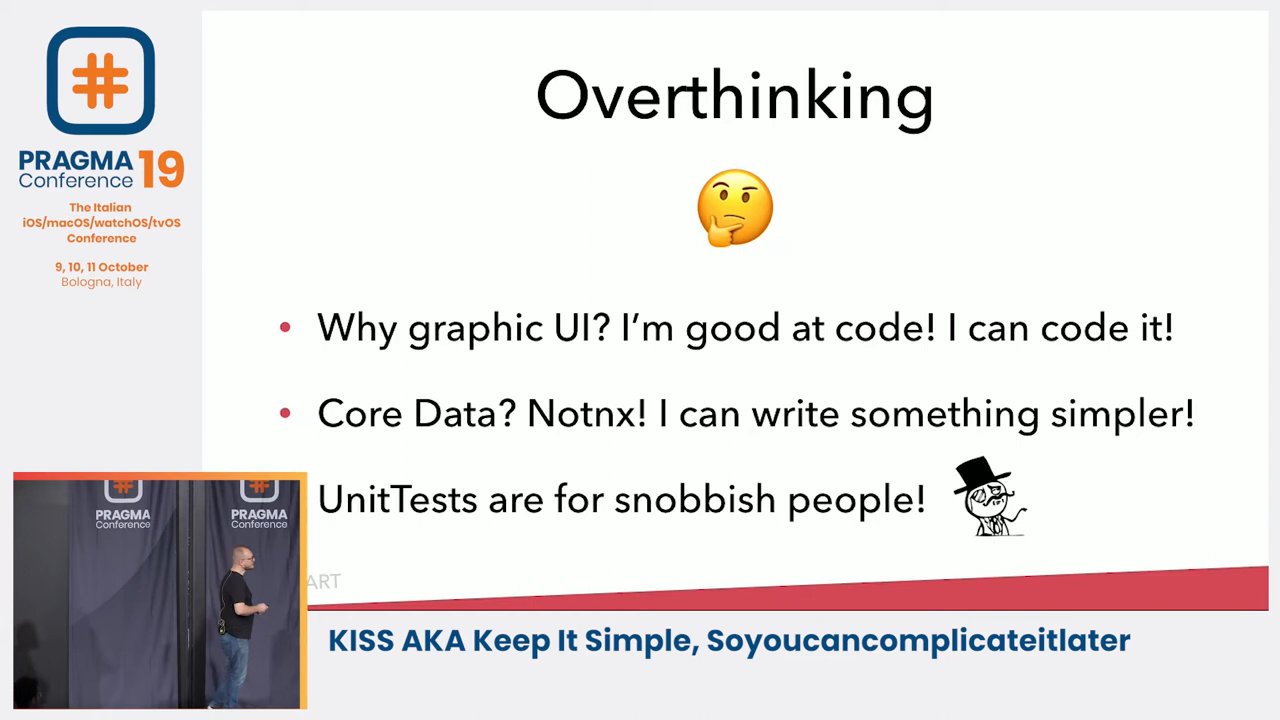 Overthinking
Why graphic UI? I’m good at code! I can code it!
Core Data? Notnx! I can write something simpler!
UnitTests are for snobbish people!
ART
PRAGMA 19
Conference
The Italian
iOS/macOS/watchOS/tvOS
Conference
9, 10, 11 October
Bologna, Italy
PRAGMA
Conference
PRAGMA
Conference
KISS AKA Keep It Simple, Soyoucancomplicateitlater